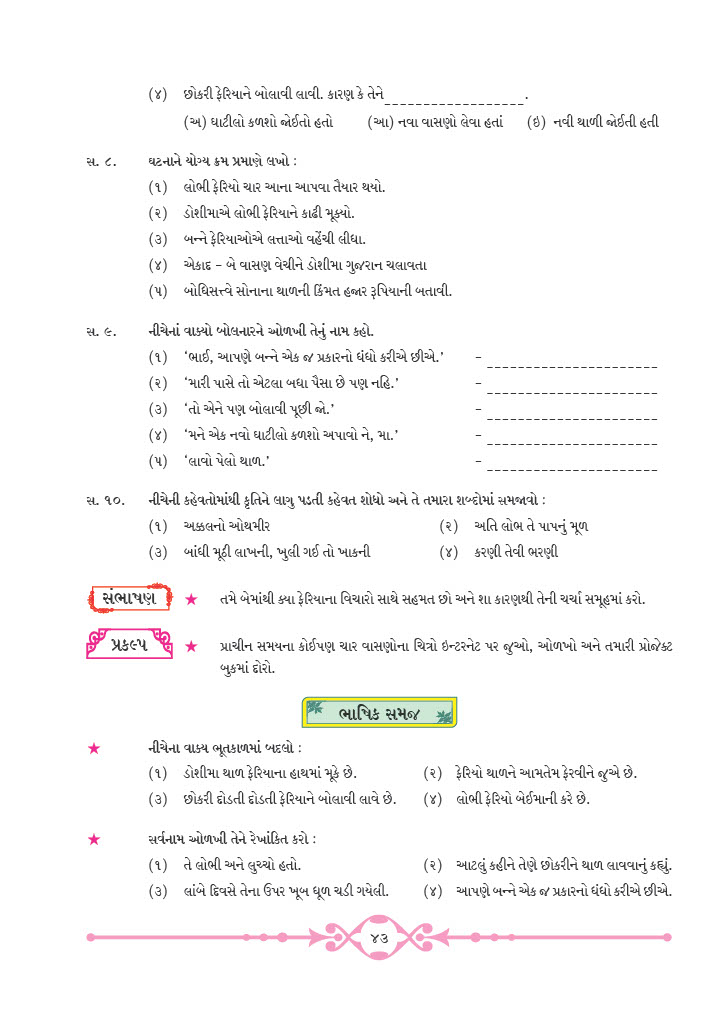 (૪) છોકરી ફેરિયાને બોલાવી લાવી. કારણ કે તેને__________________.
(અ) ઘાટીલો કળશો જોઈતો હતો (આ) નવા વાસણો લેવા હતાં (ઇ) નવી થાળી જોઈતી હતી
સ. ૮. ઘટનાને યોગ્ય ક્રમ પ્રમાણે લખો :
(૧) લોભી ફેરિયો ચાર આના આપવા તૈયાર થયો.
(૨) ડોશીમાએ લોભી ફેરિયાને કાઢી મૂક્યો.
(૩) બન્ને ફેરિયાઓએ લત્તાઓ વહેંચી લીધા.
(૪) એકાદ – બે વાસણ વેચીને ડોશીમા ગુજરાન ચલાવતા
(૫) બોધિસત્ત્વે સોનાના થાળની કિંમત હજાર રૂપિયાની બતાવી.
સ. ૯. નીચેનાં વાક્યો બોલનારને ઓળખી તેનું નામ કહો.
(૧) ‘ભાઈ, આપણે બન્ને એક જ પ્રકારનો ધંધો કરીએ છીએ.’ – ______________________
(૨) ‘મારી પાસે તો એટલા બધા પૈસા છે પણ નહિ.’ – ______________________
(૩) ‘તો એને પણ બોલાવી પૂછી જો.’ – ______________________
(૪) ‘મને એક નવો ઘાટીલો કળશો અપાવો ને, મા.’ – ______________________
(૫) ‘લાવો પેલો થાળ.’ – ______________________
સ. ૧૦. નીચેની કહેવતોમાંથી કૃતિને લાગુ પડતી કહેવત શોધો અને તે તમારા શબ્દોમાં સમજાવો :
(૧) અક્કલનો ઓથમીર (૨) અતિ લોભ તે પાપનું મૂળ
(૩) બાંધી મૂઠી લાખની, ખુલી ગઈ તો ખાકની (૪) કરણી તેવી ભરણી
સંભાષણ ★ તમે બેમાંથી ક્યા ફેરિયાના વિચારો સાથે સહમત છો અને શા કારણથી તેની ચર્ચા સમૂહમાં કરો.
પ્રકલ્પ ★ પ્રાચીન સમયના કોઈપણ ચાર વાસણોના ચિત્રો ઇન્ટરનેટ પર જુઓ, ઓળખો અને તમારી પ્રોજેક્ટ
બુકમાં દોરો.
ભાષિક સમજ
★ નીચેના વાક્ય ભૂતકાળમાં બદલો :
(૧) ડોશીમા થાળ ફેરિયાના હાથમાં મૂકે છે. (૨) ફેરિયો થાળને આમતેમ ફેરવીને જુએ છે.
(૩) છોકરી દોડતી દોડતી ફેરિયાને બોલાવી લાવે છે. (૪) લોભી ફેરિયો બેઈમાની કરે છે.
★ સર્વનામ ઓળખી તેને રેખાંકિત કરો :
(૧) તે લોભી અને લુચ્ચો હતો. (૨) આટલું કહીને તેણે છોકરીને થાળ લાવવાનું કહ્યું.
(૩) લાંબે દિવસે તેના ઉપર ખૂબ ધૂળ ચડી ગયેલી. (૪) આપણે બન્ને એક જ પ્રકારનો ધંધો કરીએ છીએ.
૪૩